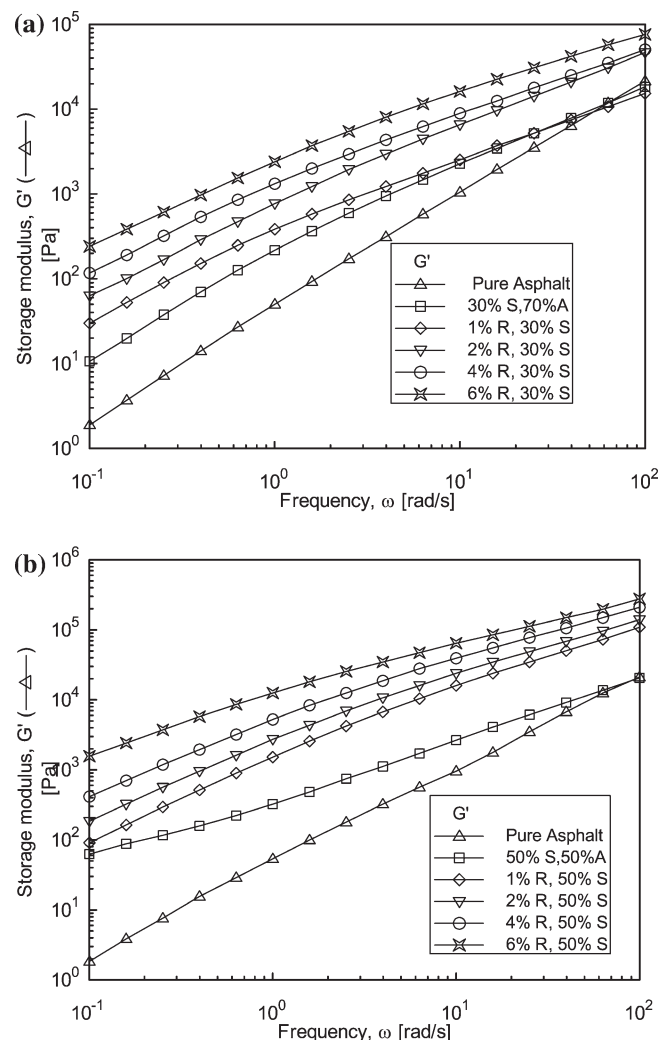 (a)
10^5
10^4
10^3
10^2
10^1
10^0
Storage modulus, G' (—△—)
[Pa]
G'
Pure Asphalt
30% S,70%A
1% R, 30% S
2% R, 30% S
4% R, 30% S
6% R, 30% S
10^-1
10^0
10^1
10^2
Frequency, ω [rad/s]
(b)
10^6
10^5
10^4
10^3
10^2
10^1
10^0
Storage modulus, G' (—△—)
[Pa]
G'
Pure Asphalt
50% S,50%A
1% R, 50% S
2% R, 50% S
4% R, 50% S
6% R, 50% S
10^-1
10^0
10^1
10^2
Frequency, ω [rad/s]